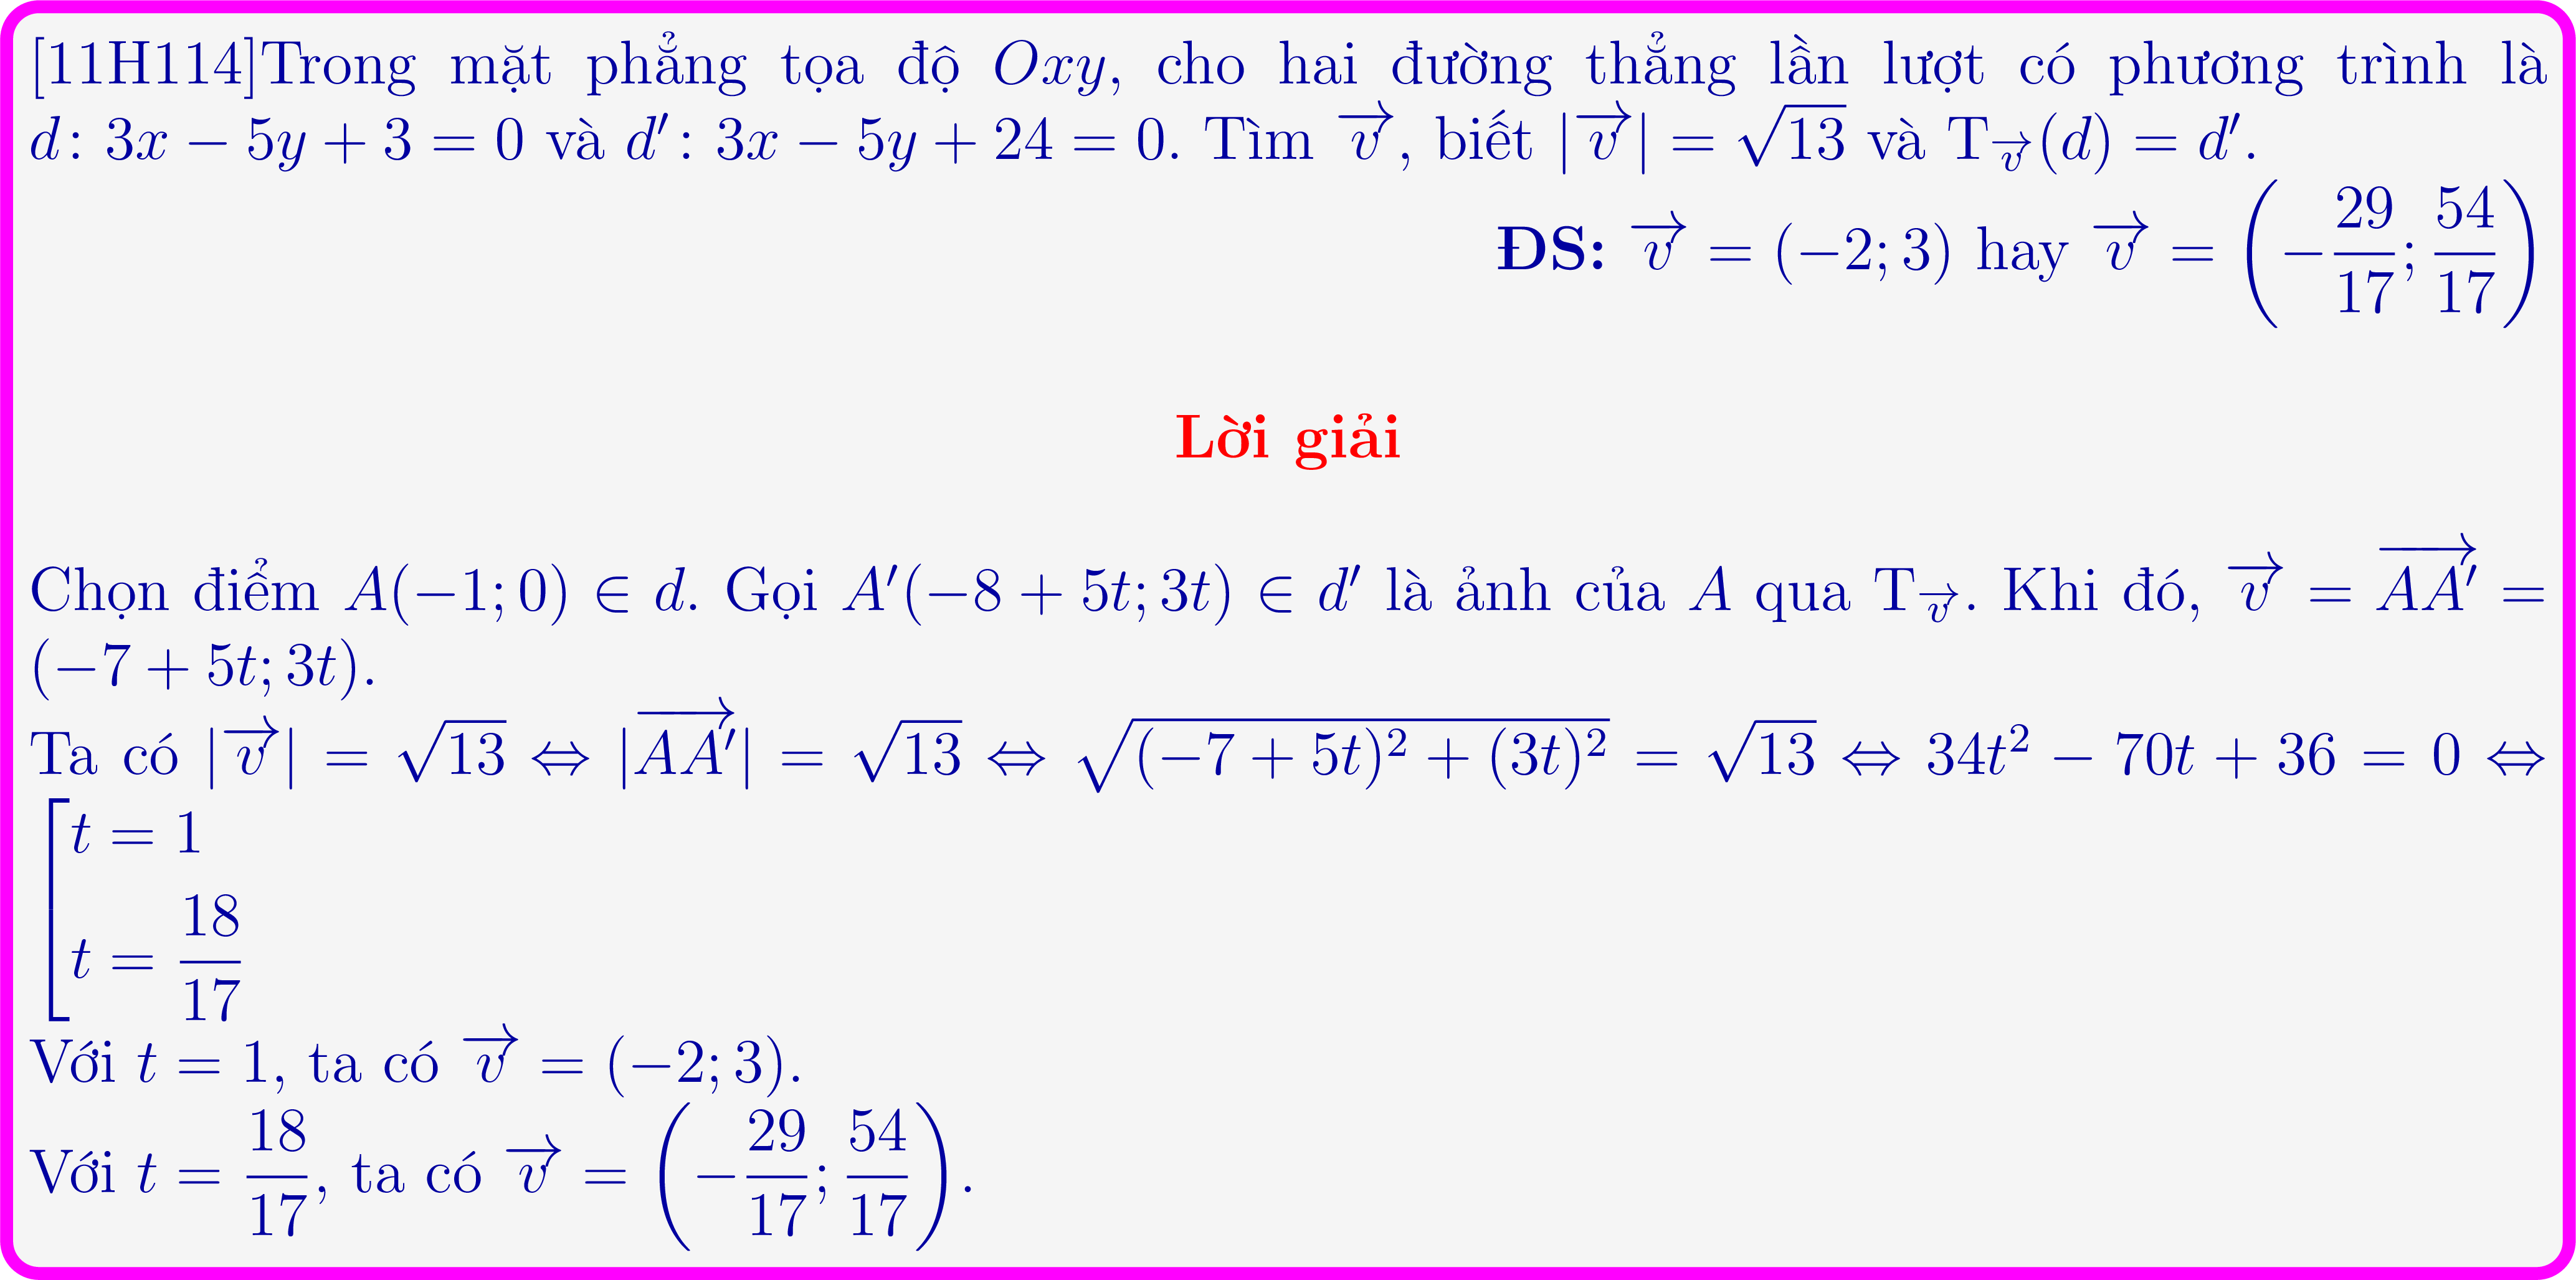 [11H114]Trong mặt phẳng tọa độ $Oxy$, cho hai đường thẳng lần lượt có phương trình là
$d\colon 3x - 5y + 3 = 0$ và $d'\colon 3x - 5y + 24 = 0$. Tìm $\overrightarrow{v}$, biết $|\overrightarrow{v}| = \sqrt{13}$ và $\mathrm{T}_{\overrightarrow{v}}(d) = d'$.
ĐS: $\overrightarrow{v} = (-2; 3)$ hay $\overrightarrow{v} = \left(-\dfrac{29}{17}; \dfrac{54}{17}\right)$
Lời giải
Chọn điểm $A(-1; 0) \in d$. Gọi $A'(-8 + 5t; 3t) \in d'$ là ảnh của $A$ qua $\mathrm{T}_{\overrightarrow{v}}$. Khi đó, $\overrightarrow{v} = \overrightarrow{AA'} =$
$(-7 + 5t; 3t)$.
Ta có $|\overrightarrow{v}| = \sqrt{13} \Leftrightarrow |\overrightarrow{AA'}| = \sqrt{13} \Leftrightarrow \sqrt{(-7 + 5t)^2 + (3t)^2} = \sqrt{13} \Leftrightarrow 34t^2 - 70t + 36 = 0 \Leftrightarrow$
$\left[\begin{array}{l} t = 1 \\ t = \dfrac{18}{17} \end{array}\right.$
Với $t = 1$, ta có $\overrightarrow{v} = (-2; 3)$.
Với $t = \dfrac{18}{17}$, ta có $\overrightarrow{v} = \left(-\dfrac{29}{17}; \dfrac{54}{17}\right)$.